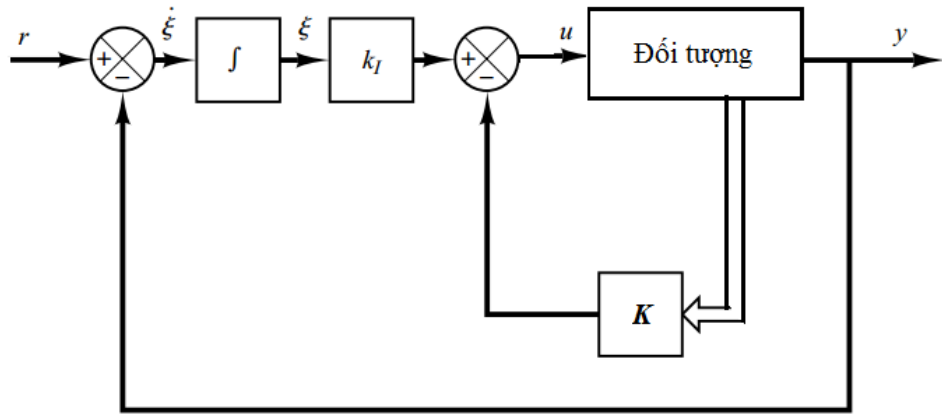 r + − ξ̇ ∫ ξ k_I + − u Đối tượng y
K